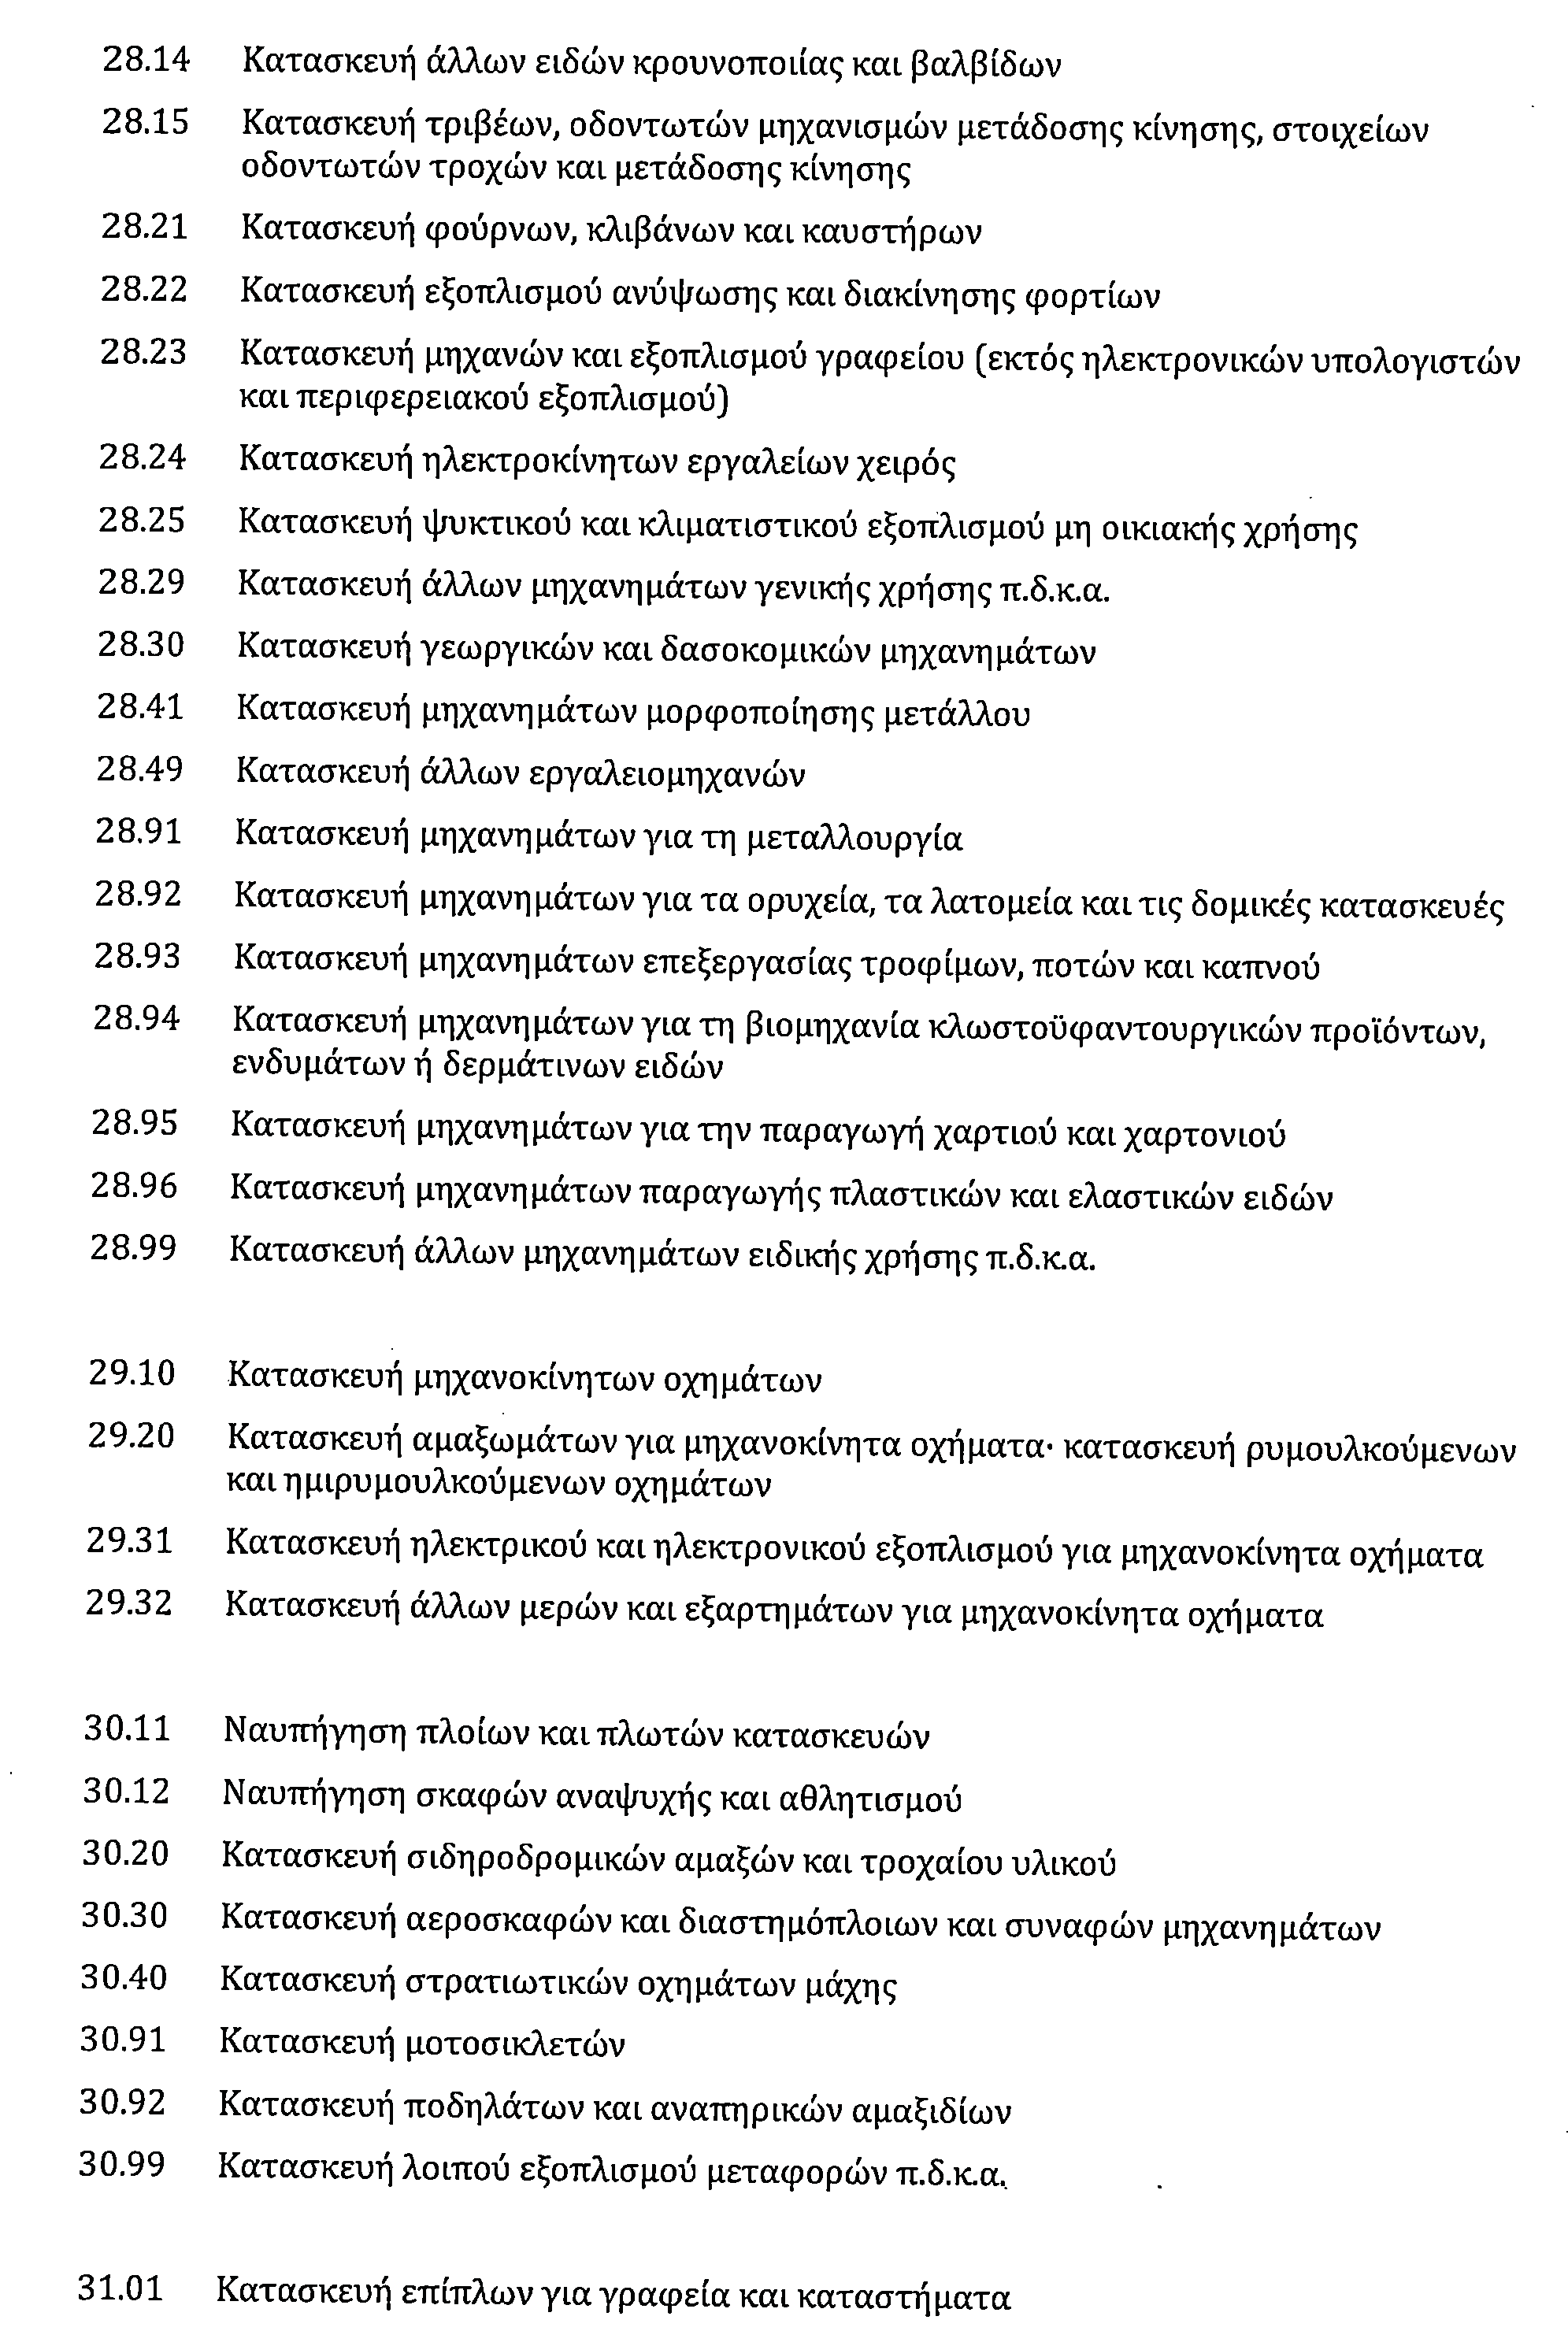 28.14 Κατασκευή άλλων ειδών κρουνοποιίας και βαλβίδων
28.15 Κατασκευή τριβέων, οδοντωτών μηχανισμών μετάδοσης κίνησης, στοιχείων
οδοντωτών τροχών και μετάδοσης κίνησης
28.21 Κατασκευή φούρνων, κλιβάνων και καυστήρων
28.22 Κατασκευή εξοπλισμού ανύψωσης και διακίνησης φορτίων
28.23 Κατασκευή μηχανών και εξοπλισμού γραφείου (εκτός ηλεκτρονικών υπολογιστών
και περιφερειακού εξοπλισμού)
28.24 Κατασκευή ηλεκτροκίνητων εργαλείων χειρός
28.25 Κατασκευή ψυκτικού και κλιματιστικού εξοπλισμού μη οικιακής χρήσης
28.29 Κατασκευή άλλων μηχανημάτων γενικής χρήσης π.δ.κ.α.
28.30 Κατασκευή γεωργικών και δασοκομικών μηχανημάτων
28.41 Κατασκευή μηχανημάτων μορφοποίησης μετάλλου
28.49 Κατασκευή άλλων εργαλειομηχανών
28.91 Κατασκευή μηχανημάτων για τη μεταλλουργία
28.92 Κατασκευή μηχανημάτων για τα ορυχεία, τα λατομεία και τις δομικές κατασκευές
28.93 Κατασκευή μηχανημάτων επεξεργασίας τροφίμων, ποτών και καπνού
28.94 Κατασκευή μηχανημάτων για τη βιομηχανία κλωστοϋφαντουργικών προϊόντων,
ενδυμάτων ή δερμάτινων ειδών
28.95 Κατασκευή μηχανημάτων για την παραγωγή χαρτιού και χαρτονιού
28.96 Κατασκευή μηχανημάτων παραγωγής πλαστικών και ελαστικών ειδών
28.99 Κατασκευή άλλων μηχανημάτων ειδικής χρήσης π.δ.κ.α.
29.10 Κατασκευή μηχανοκίνητων οχημάτων
29.20 Κατασκευή αμαξωμάτων για μηχανοκίνητα οχήματα· κατασκευή ρυμουλκούμενων
και ημιρυμουλκούμενων οχημάτων
29.31 Κατασκευή ηλεκτρικού και ηλεκτρονικού εξοπλισμού για μηχανοκίνητα οχήματα
29.32 Κατασκευή άλλων μερών και εξαρτημάτων για μηχανοκίνητα οχήματα
30.11 Ναυπήγηση πλοίων και πλωτών κατασκευών
30.12 Ναυπήγηση σκαφών αναψυχής και αθλητισμού
30.20 Κατασκευή σιδηροδρομικών αμαξών και τροχαίου υλικού
30.30 Κατασκευή αεροσκαφών και διαστημόπλοιων και συναφών μηχανημάτων
30.40 Κατασκευή στρατιωτικών οχημάτων μάχης
30.91 Κατασκευή μοτοσικλετών
30.92 Κατασκευή ποδηλάτων και αναπηρικών αμαξιδίων
30.99 Κατασκευή λοιπού εξοπλισμού μεταφορών π.δ.κ.α.
31.01 Κατασκευή επίπλων για γραφεία και καταστήματα